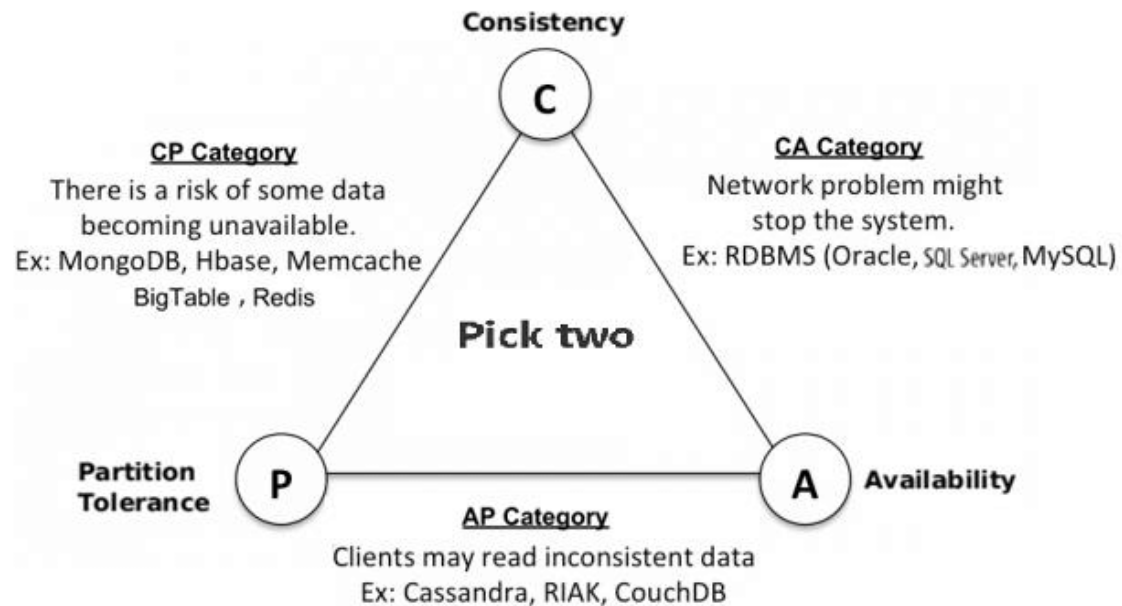 Consistency
C
CP Category
There is a risk of some data
becoming unavailable.
Ex: MongoDB, Hbase, Memcache
BigTable , Redis
CA Category
Network problem might
stop the system.
Ex: RDBMS (Oracle, SQL Server, MySQL)
Pick two
Partition
Tolerance
P
A
Availability
AP Category
Clients may read inconsistent data
Ex: Cassandra, RIAK, CouchDB